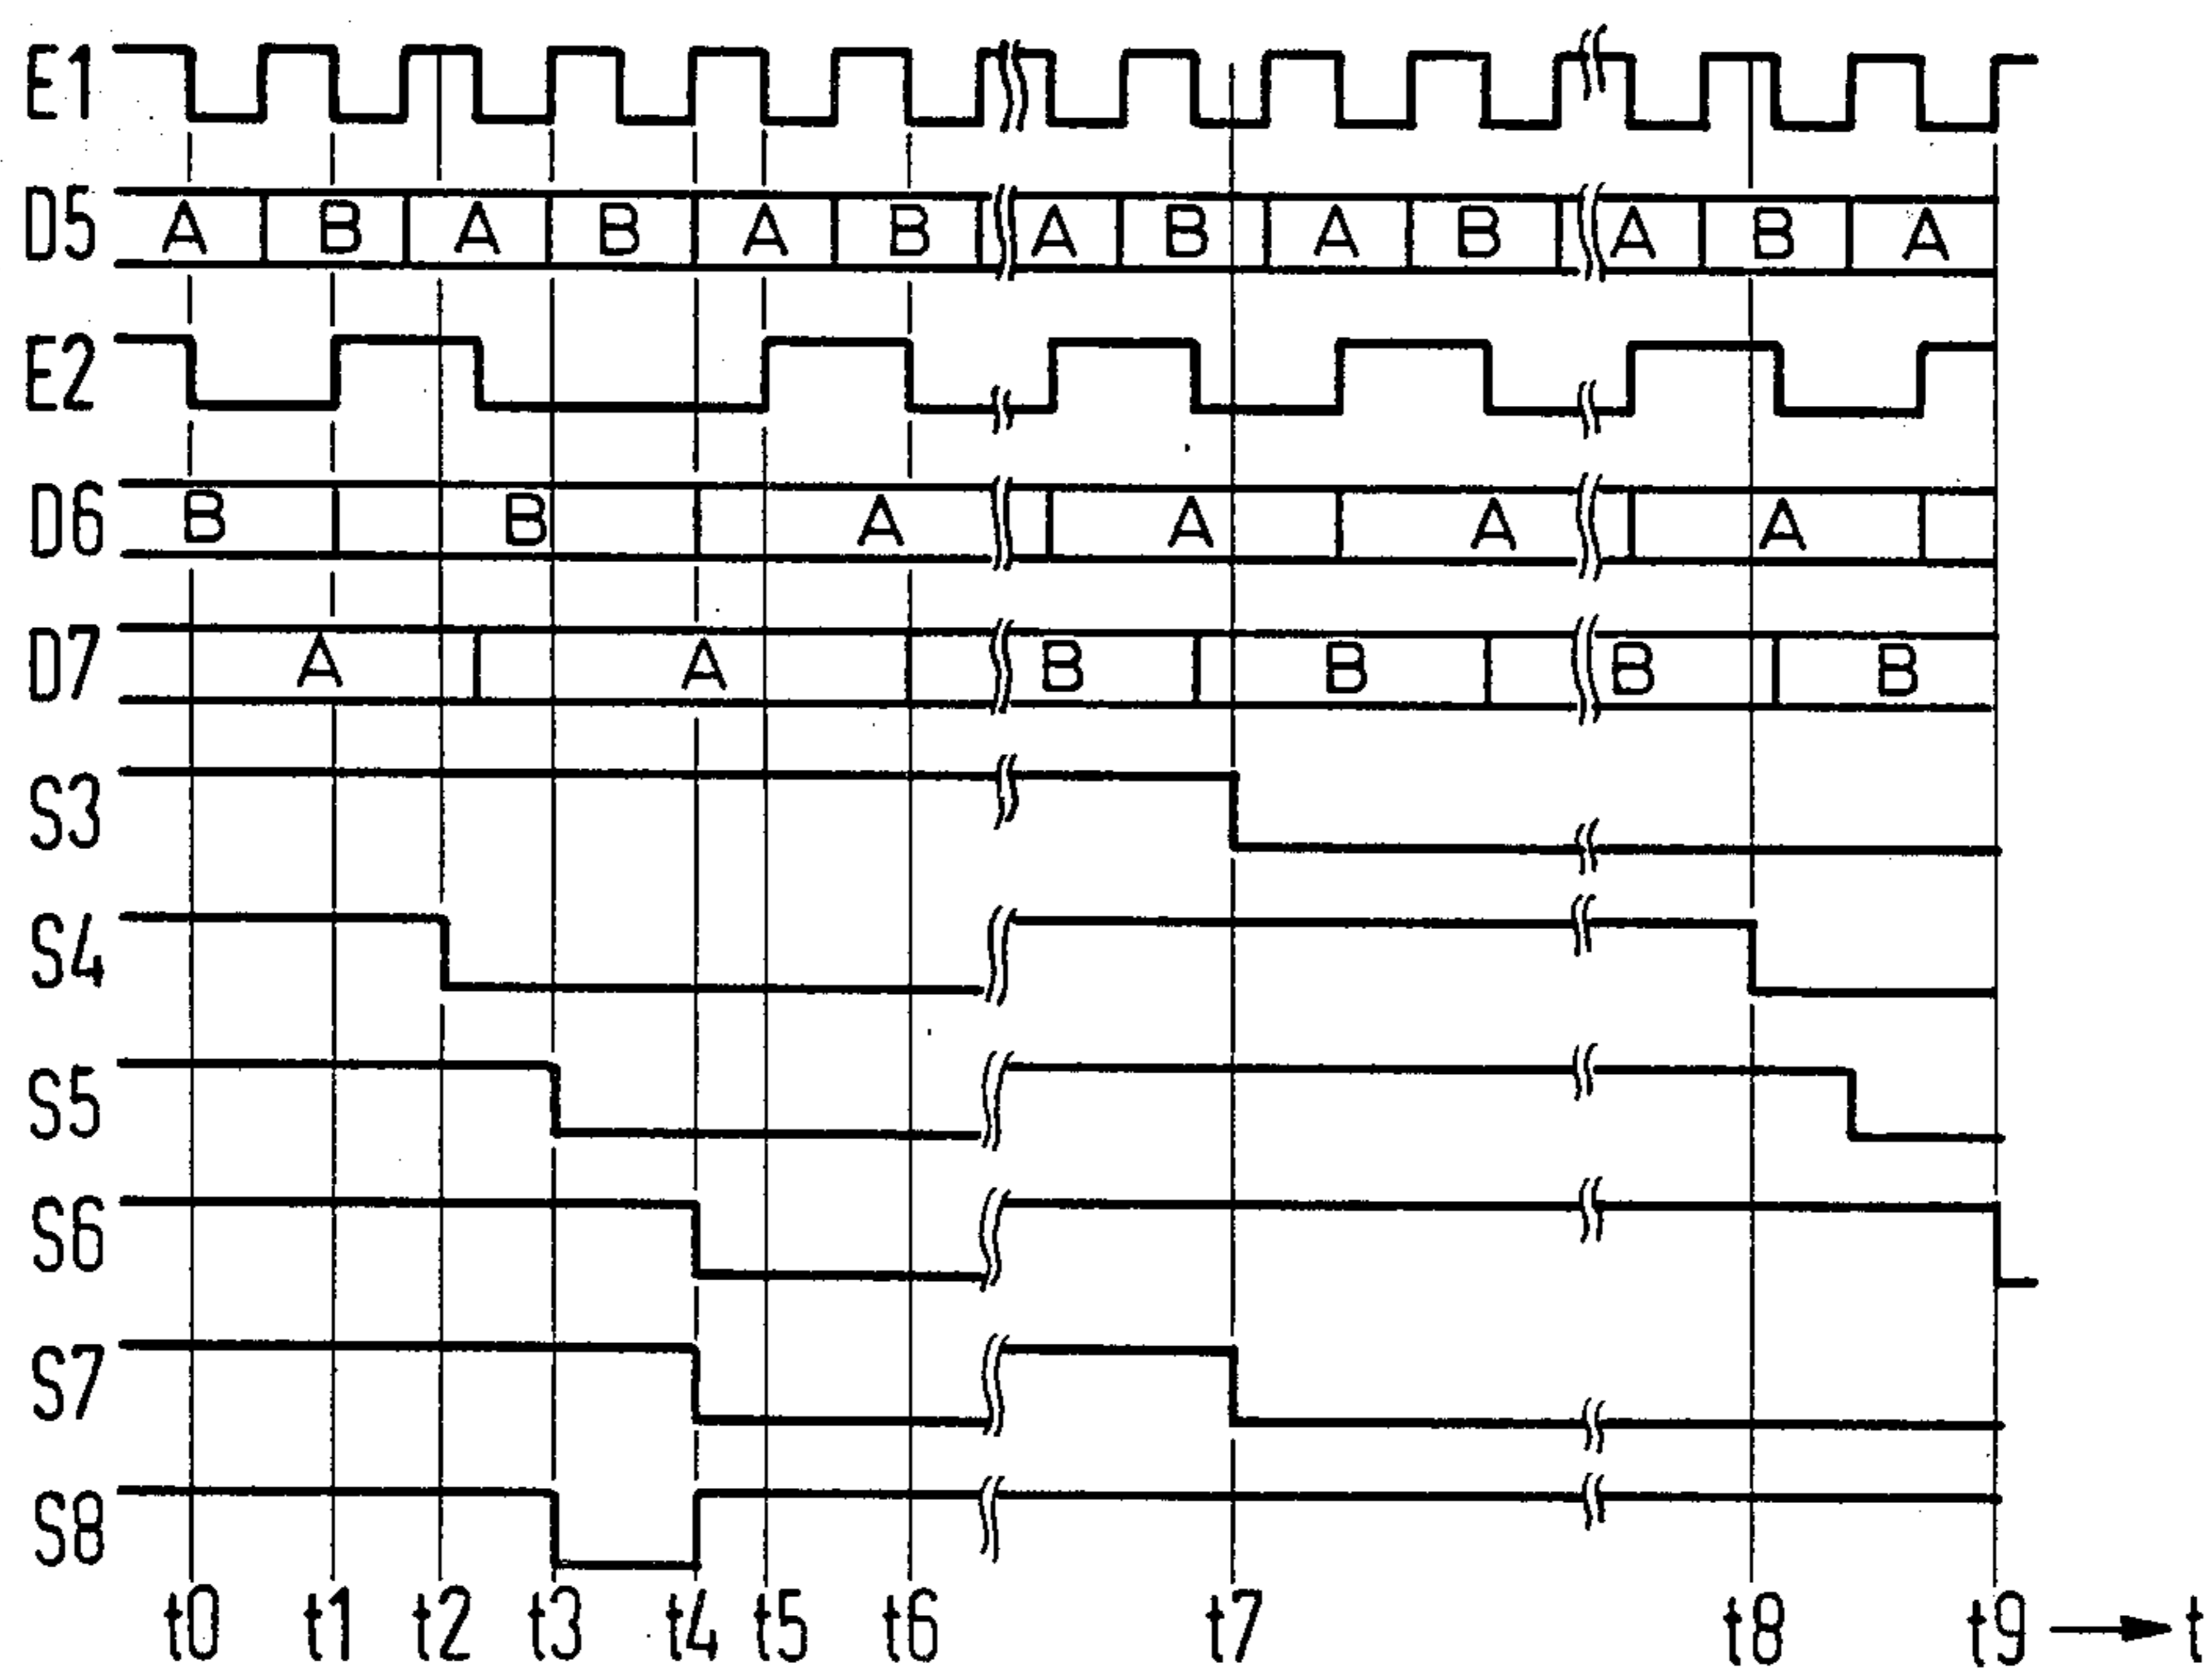 E1
D5 A B A B A B A B A B A B A
E2
D6 B B A A A A
D7 A A B B B B
S3
S4
S5
S6
S7
S8
t0 t1 t2 t3 t4 t5 t6 t7 t8 t9 t